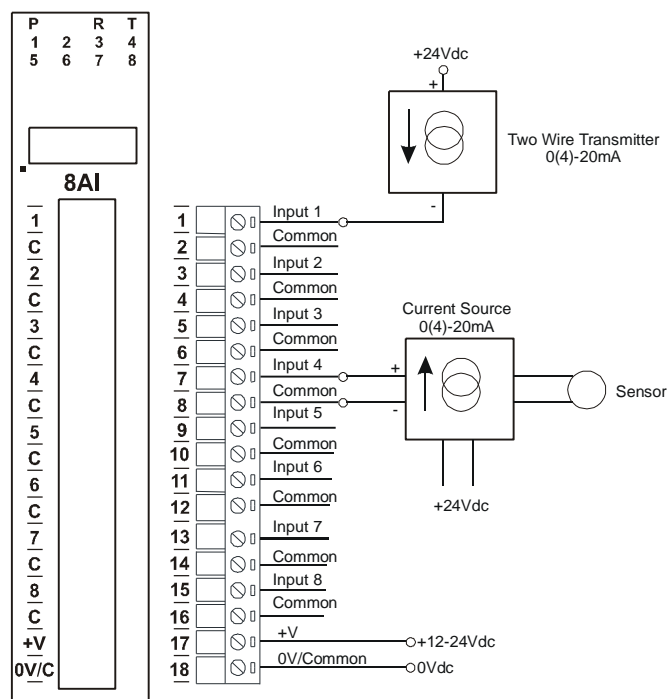 P R T
1 2 3 4
5 6 7 8
8AI
1
C
2
C
3
C
4
C
5
C
6
C
7
C
8
C
+V
0V/C
1 Input 1
2 Common
3 Input 2
4 Common
5 Input 3
6 Common
7 Input 4
8 Common
9 Input 5
10 Common
11 Input 6
12 Common
13 Input 7
14 Common
15 Input 8
16 Common
17 +V +12-24Vdc
18 0V/Common 0Vdc
+24Vdc
+
Two Wire Transmitter
0(4)-20mA
-
Current Source
0(4)-20mA
+
-
Sensor
+24Vdc